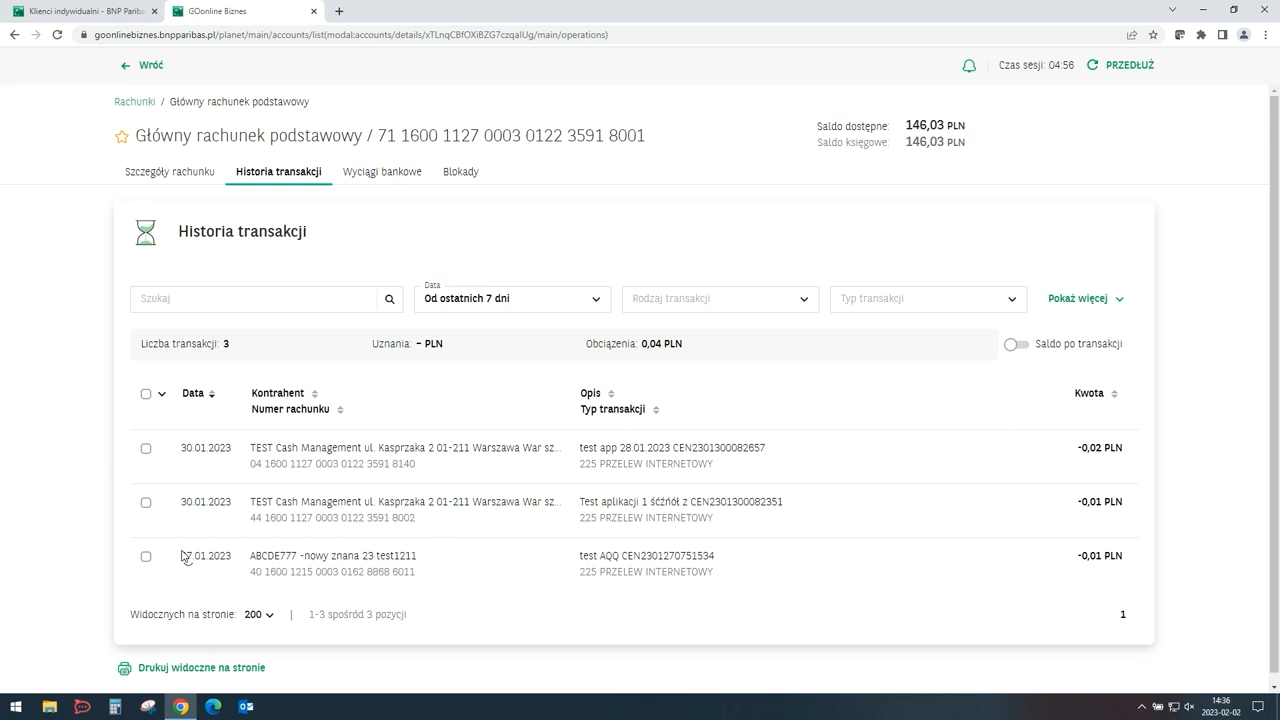 Klienci indywidualni - BNP Pariba
GOonline Biznes
goonlinebiznes.bnpparibas.pl/planet/main/accounts/list(modal:accounts/details/xTLnqCBfOXiBZG7czqaIUg/main/operations)
Wróć
Czas sesji: 04:56
PRZEDŁUŻ
Rachunki / Główny rachunek podstawowy
Główny rachunek podstawowy / 71 1600 1127 0003 0122 3591 8001
Saldo dostępne: 146,03 PLN
Saldo księgowe: 146,03 PLN
Szczegóły rachunku Historia transakcji Wyciągi bankowe Blokady
Historia transakcji
Data
Szukaj Od ostatnich 7 dni Rodzaj transakcji Typ transakcji Pokaż więcej
Liczba transakcji: 3 Uznania: – PLN Obciążenia: 0,04 PLN Saldo po transakcji
Data Kontrahent Opis Kwota
Numer rachunku Typ transakcji
30.01.2023 TEST Cash Management ul. Kasprzaka 2 01-211 Warszawa War sz... test app 28.01.2023 CEN2301300082657 -0,02 PLN
04 1600 1127 0003 0122 3591 8140 225 PRZELEW INTERNETOWY
30.01.2023 TEST Cash Management ul. Kasprzaka 2 01-211 Warszawa War sz... Test aplikacji 1 śćźńół z CEN2301300082351 -0,01 PLN
44 1600 1127 0003 0122 3591 8002 225 PRZELEW INTERNETOWY
7.01.2023 ABCDE777 -nowy znana 23 test1211 test AQQ CEN2301270751534 -0,01 PLN
40 1600 1215 0003 0162 8868 6011 225 PRZELEW INTERNETOWY
Widocznych na stronie: 200 | 1-3 spośród 3 pozycji 1
Drukuj widoczne na stronie
14:36
2023-02-02